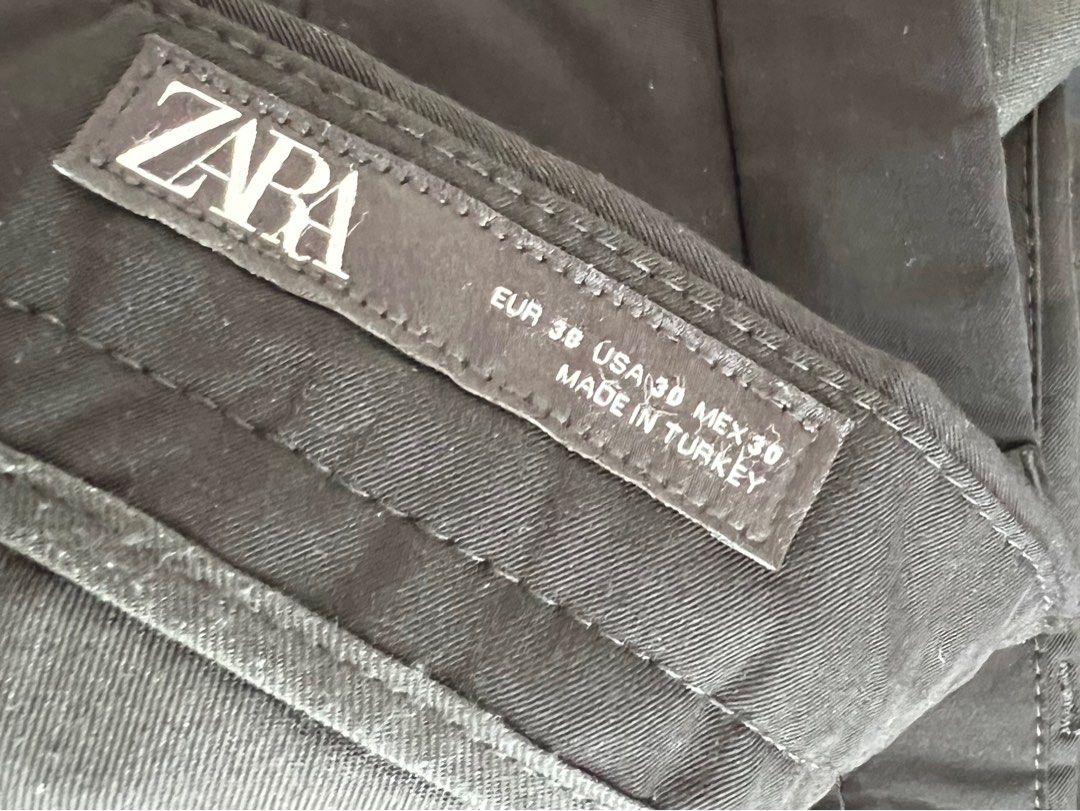 ZARA
EUR 38 USA 30 MEX 30
MADE IN TURKEY